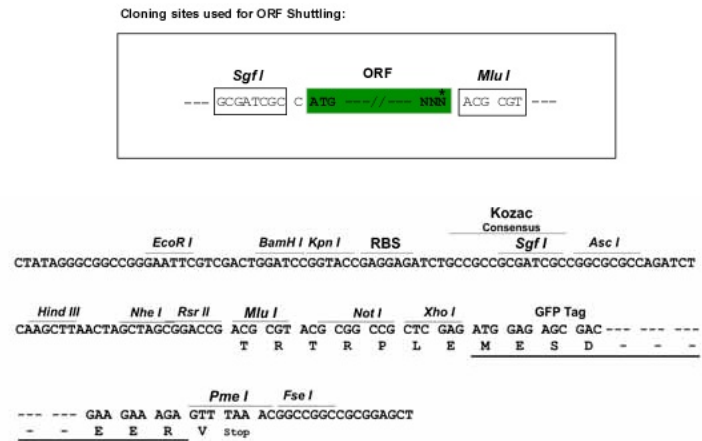 Cloning sites used for ORF Shuttling:
Sgf I ORF Mlu I
--- GCGATCGC C ATG ---//--- NNN* ACG CGT ---
Kozac
Consensus
EcoR I BamH I Kpn I RBS Sgf I Asc I
CTATAGGGCGGCCGGGAATTCGTCGACTGGATCCGGTACCGAGGAGATCTGCCGCCGCGATCGCCGGCGCGCCAGATCT
Hind III Nhe I Rsr II Mlu I Not I Xho I GFP Tag
CAAGCTTAACTAGCTAGCGGACCG ACG CGT ACG CGG CCG CTC GAG ATG GAG AGC GAC--- --- ---
T R T R P L E M E S D - - -
Pme I Fse I
--- --- GAA GAA AGA GTT TAA ACGGCCGGCCGCGGAGCT
- - E E R V Stop